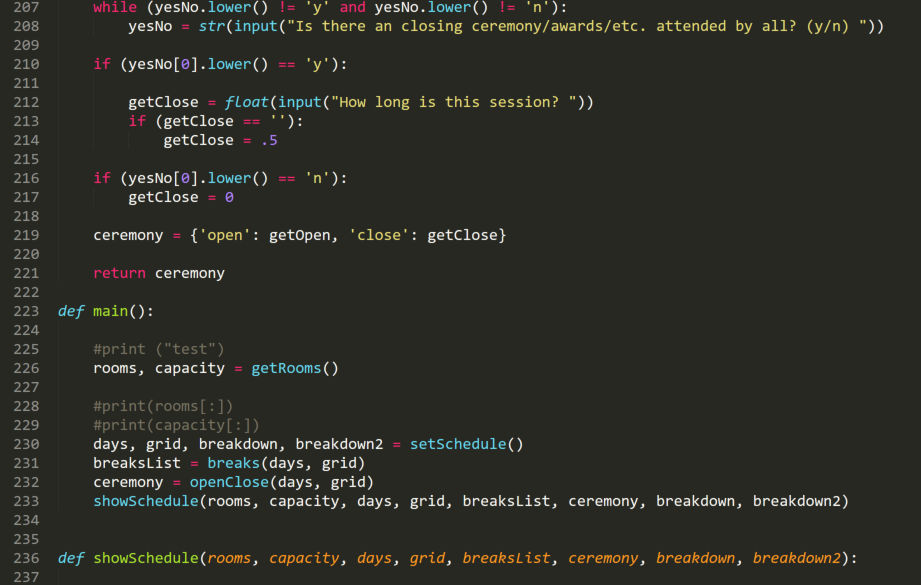 207 while (yesNo.lower() != 'y' and yesNo.lower() != 'n'):
208 yesNo = str(input("Is there an closing ceremony/awards/etc. attended by all? (y/n) "))
209
210 if (yesNo[0].lower() == 'y'):
211
212 getClose = float(input("How long is this session? "))
213 if (getClose == ''):
214 getClose = .5
215
216 if (yesNo[0].lower() == 'n'):
217 getClose = 0
218
219 ceremony = {'open': getOpen, 'close': getClose}
220
221 return ceremony
222
223 def main():
224
225 #print ("test")
226 rooms, capacity = getRooms()
227
228 #print(rooms[:])
229 #print(capacity[:])
230 days, grid, breakdown, breakdown2 = setSchedule()
231 breaksList = breaks(days, grid)
232 ceremony = openClose(days, grid)
233 showSchedule(rooms, capacity, days, grid, breaksList, ceremony, breakdown, breakdown2)
234
235
236 def showSchedule(rooms, capacity, days, grid, breaksList, ceremony, breakdown, breakdown2):
237